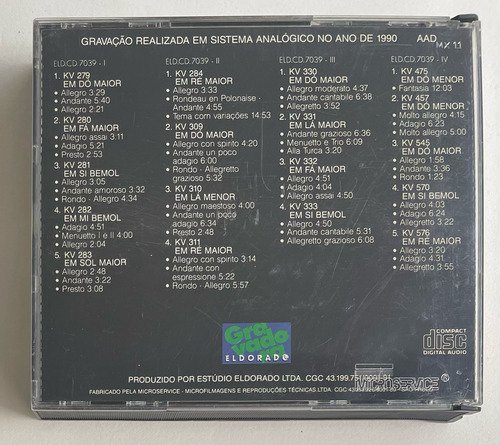 GRAVAÇÃO REALIZADA EM SISTEMA ANALÓGICO NO ANO DE 1990 AAD
MX 11
ELD.CD.7039 - I
1. KV 279
EM DÓ MAIOR
• Allegro 3:29
• Andante 5:40
• Allegro 2:21
2. KV 280
EM FÁ MAIOR
• Allegro assai 3:11
• Adagio 5:21
• Presto 2:53
3. KV 281
EM SI BEMOL
• Allegro 3:05
• Andante amoroso 3:32
• Rondo - Allegro 4:34
4. KV 282
EM MI BEMOL
• Adagio 4:51
• Menuetto I e II 4:00
• Allegro 2:04
5. KV 283
EM SOL MAIOR
• Allegro 2:48
• Andante 3:22
• Presto 3:08
ELD.CD.7039 - II
1. KV 284
EM RÉ MAIOR
• Allegro 3:33
• Rondeau en Polonaise -
Andante 4:55
• Tema com variações 14:53
2. KV 309
EM DÓ MAIOR
• Allegro con spirito 4:20
• Andante un poco
adagio 6:00
• Rondo - Allegretto
grazioso 5:32
3. KV 310
EM LÁ MENOR
• Allegro maestoso 4:00
• Andante un poco
adagio 6:34
• Presto 2:48
4. KV 311
EM RÉ MAIOR
• Allegro con spirito 3:14
• Andante con
espressione 5:22
• Rondo - Allegro 5:57
ELD.CD.7039 - III
1. KV 330
EM DÓ MAIOR
• Allegro moderato 4:37
• Andante cantabile 6:38
• Allegretto 3:52
2. KV 331
EM LÁ MAIOR
• Andante grazioso 6:36
• Menuetto e Trio 6:09
• Alla Turca 3:20
3. KV 332
EM FÁ MAIOR
• Allegro 4:51
• Adagio 4:04
• Allegro assai 4:50
4. KV 333
EM SI BEMOL
• Allegro 4:50
• Andante cantabile 5:31
• Allegretto grazioso 6:08
ELD.CD.7039 - IV
1. KV 475
EM DÓ MENOR
• Fantasia 12:03
2. KV 457
EM DÓ MENOR
• Molto allegro 4:15
• Adagio 6:23
• Molto allegro 5:00
3. KV 545
EM DÓ MAIOR
• Allegro 1:58
• Andante 3:36
• Rondo 1:23
4. KV 570
EM SI BEMOL
• Allegro 4:03
• Adagio 6:24
• Allegretto 3:22
5. KV 576
EM RÉ MAIOR
• Allegro 3:20
• Adagio 4:31
• Allegretto 3:55
Gravado em
ELDORADO
COMPACT
disc
DIGITAL AUDIO
PRODUZIDO POR ESTÚDIO ELDORADO LTDA. CGC 43.199.751/0001-91
MICROSERVICE
FABRICADO PELA MICROSERVICE - MICROFILMAGENS E REPRODUÇÕES TÉCNICAS LTDA. CGC